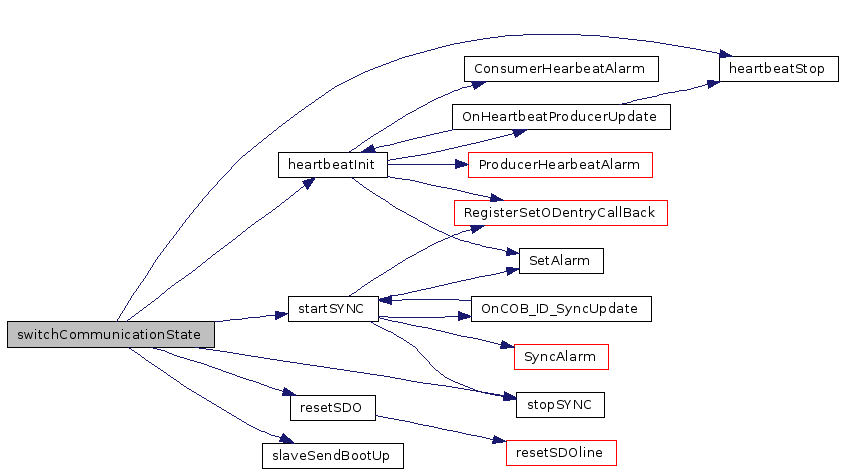 ConsumerHearbeatAlarm
heartbeatStop
OnHeartbeatProducerUpdate
heartbeatInit
ProducerHearbeatAlarm
RegisterSetODentryCallBack
SetAlarm
startSYNC
OnCOB_ID_SyncUpdate
switchCommunicationState
SyncAlarm
stopSYNC
resetSDO
resetSDOline
slaveSendBootUp